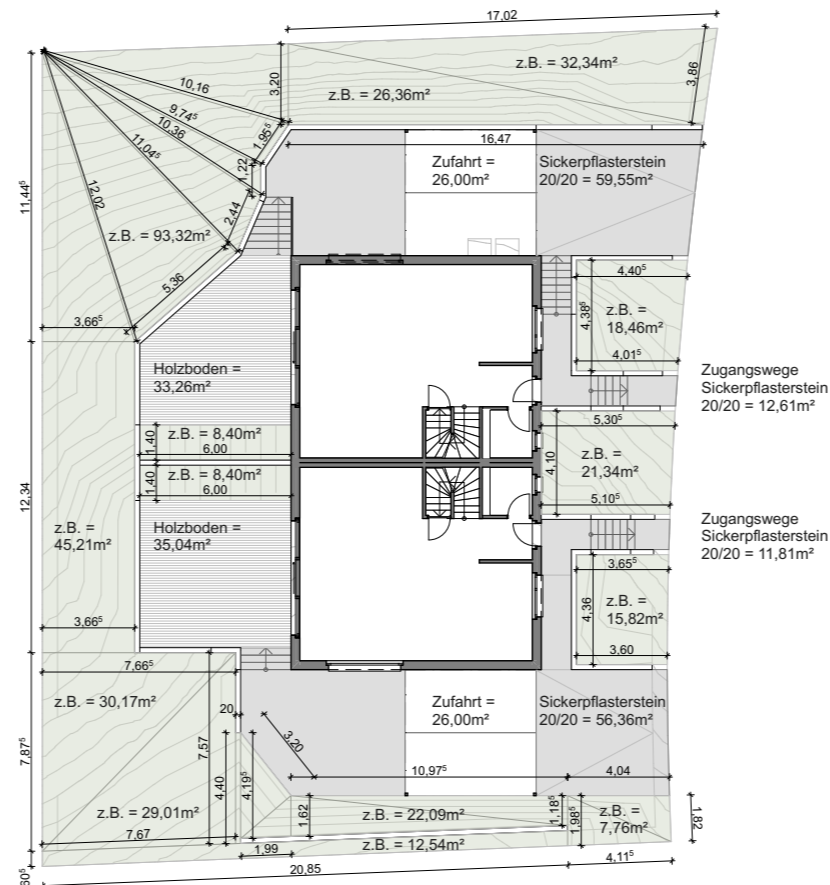 17,02
z.B. = 32,34m²
3,86
3,20
10,16
z.B. = 26,36m²
9,74⁵
10,36
11,04⁵
1,95⁵
16,47
12,02
1,22
Zufahrt =
26,00m²
Sickerpflasterstein
20/20 = 59,55m²
11,44⁵
2,44
z.B. = 93,32m²
5,36
4,40⁵
3,66⁵
4,38⁵
z.B. =
18,46m²
4,01⁵
Holzboden =
33,26m²
Zugangswege
Sickerpflasterstein
20/20 = 12,61m²
5,30⁵
1,40
z.B. = 8,40m²
6,00
4,10
z.B. =
21,34m²
1,40
z.B. = 8,40m²
6,00
5,10⁵
12,34
z.B. =
45,21m²
Holzboden =
35,04m²
Zugangswege
Sickerpflasterstein
20/20 = 11,81m²
3,65⁵
4,36
z.B. =
15,82m²
3,66⁵
3,60
7,66⁵
z.B. = 30,17m²
Zufahrt =
26,00m²
Sickerpflasterstein
20/20 = 56,36m²
20
3,20
7,87⁵
7,57
4,40
4,19⁵
10,97⁵
4,04
z.B. = 29,01m²
7,67
1,62
z.B. = 22,09m²
1,18⁵
1,98⁵
z.B. =
7,76m²
1,82
1,99
z.B. = 12,54m²
60⁵
20,85
4,11⁵